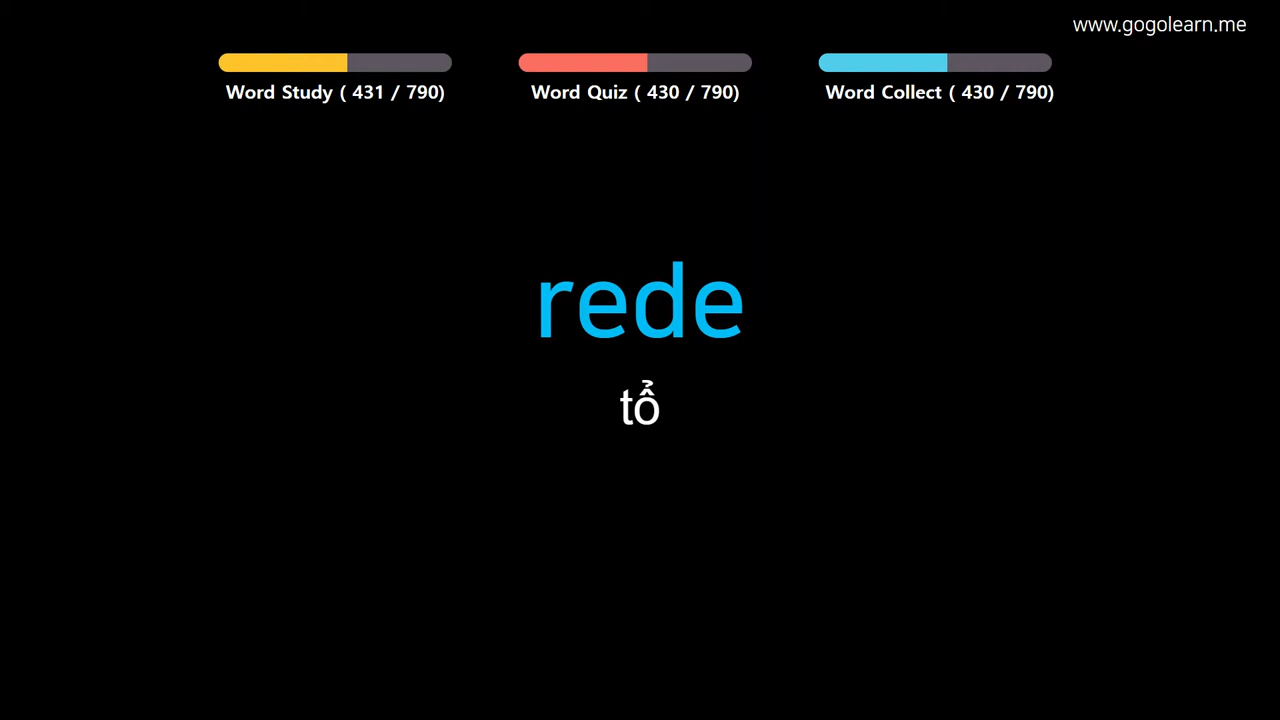 www.gogolearn.me
Word Study ( 431 / 790)
Word Quiz ( 430 / 790)
Word Collect ( 430 / 790)
rede
tổ